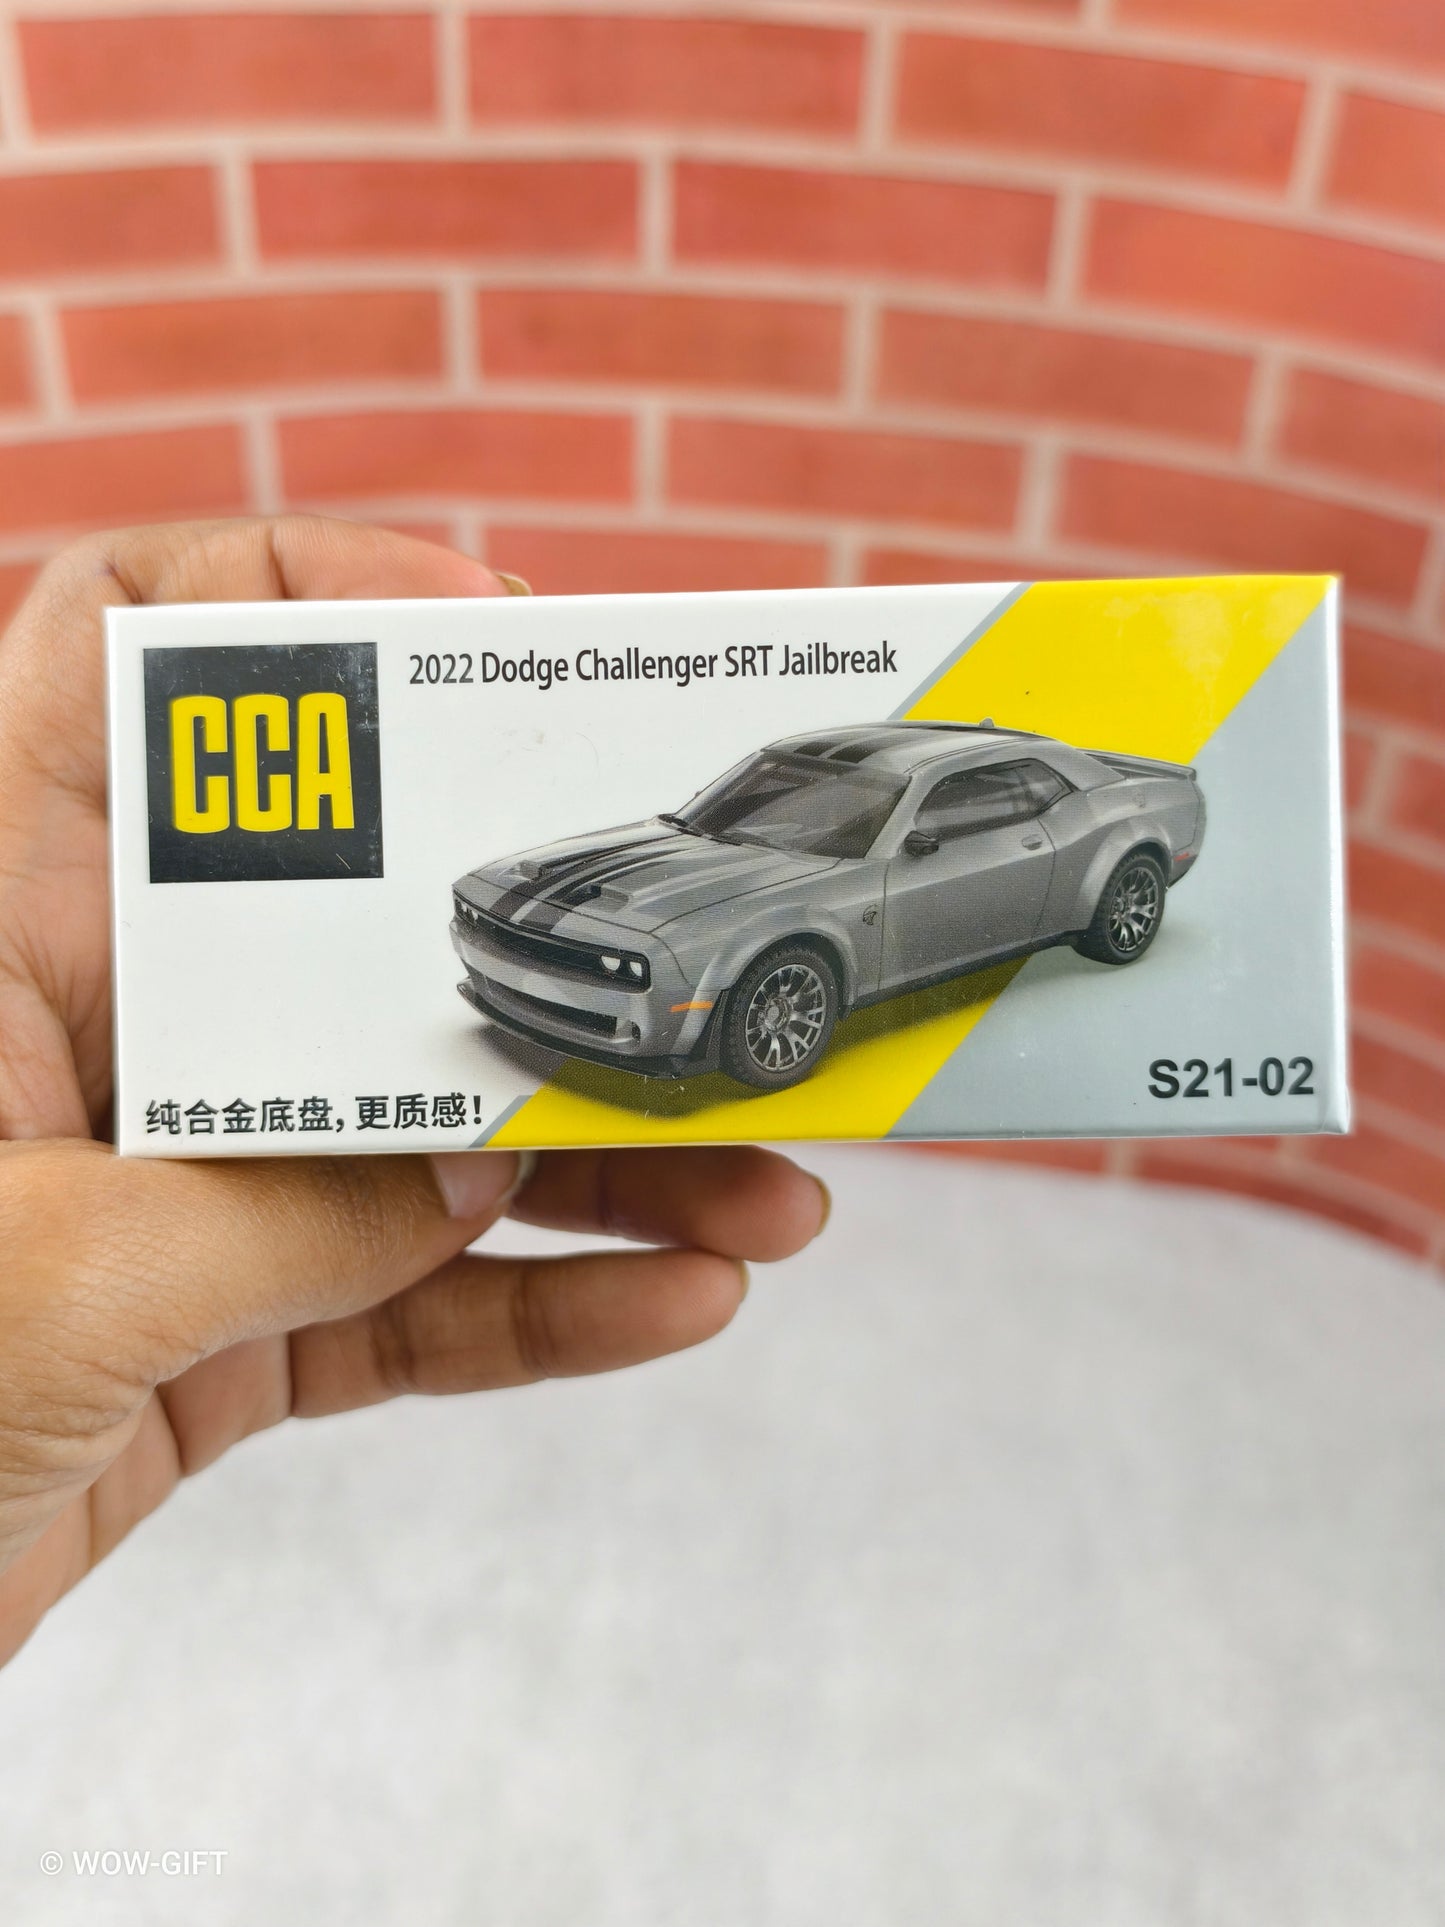 2022 Dodge Challenger SRT Jailbreak
CCA
S21-02
纯合金底盘，更质感！
© WOW-GIFT